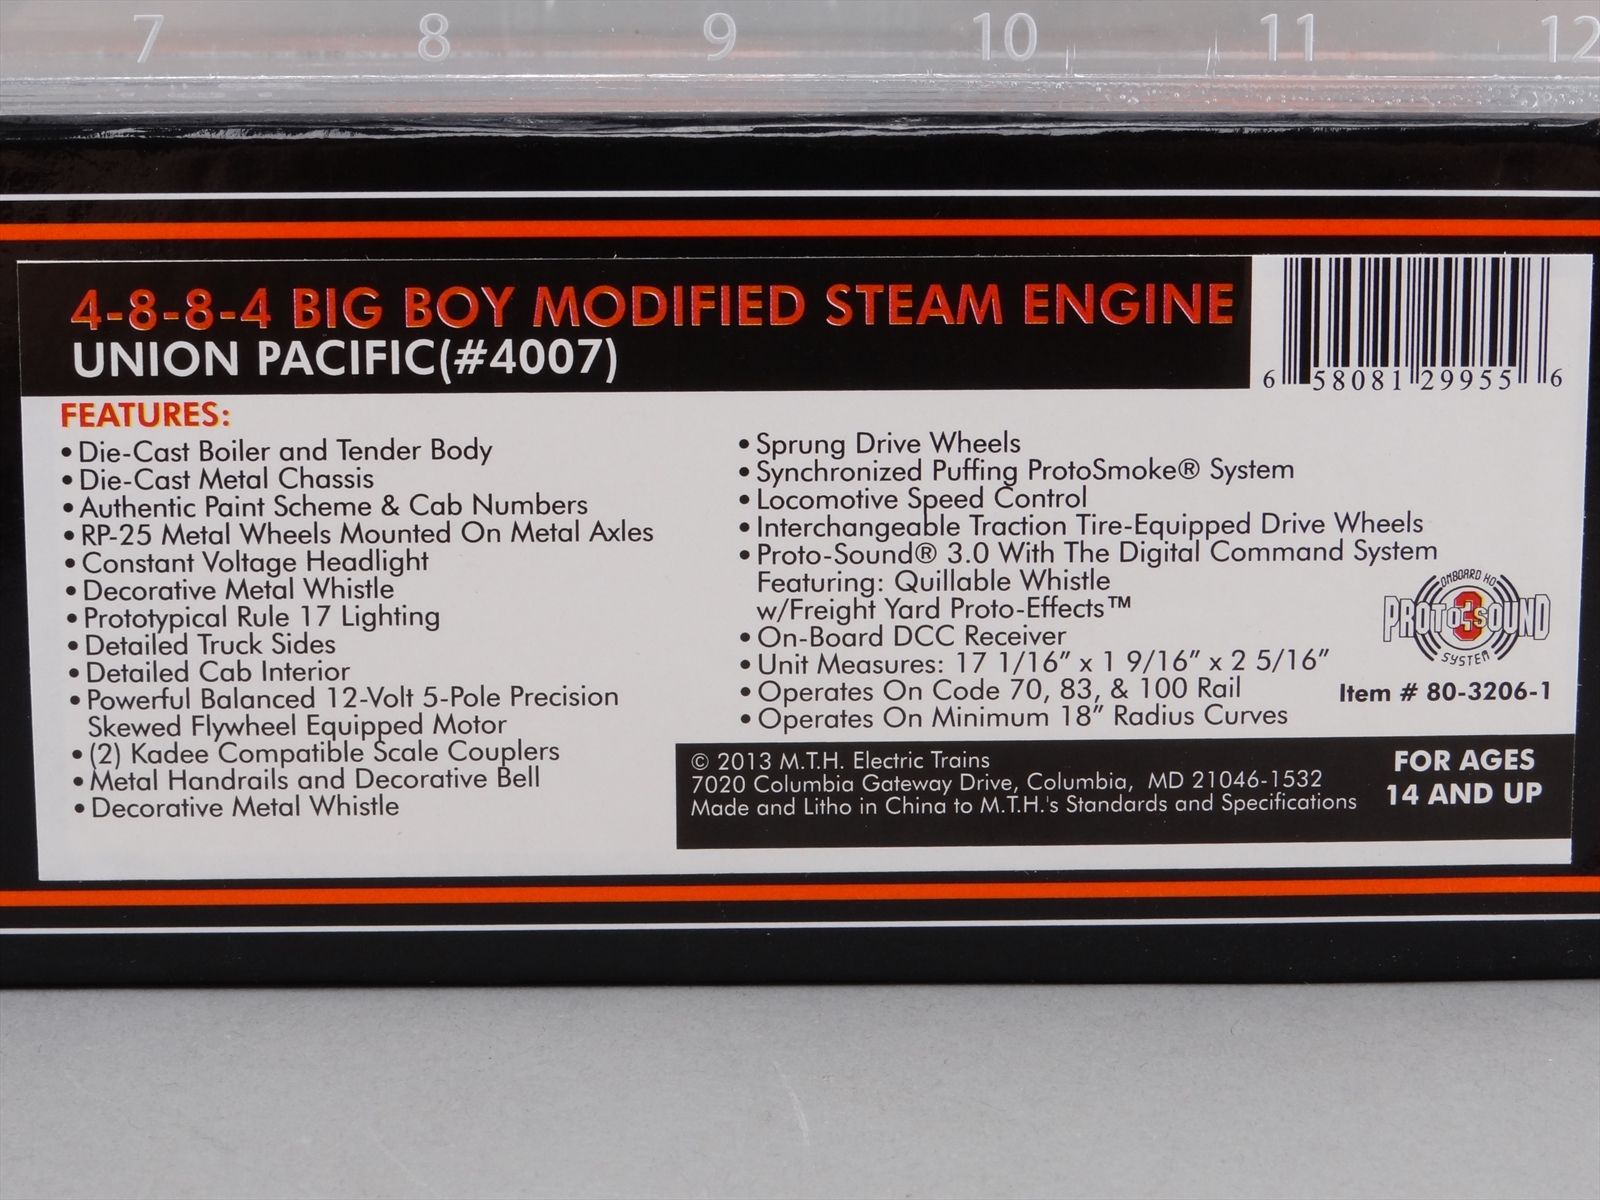 7 8 9 10 11 12
4-8-8-4 BIG BOY MODIFIED STEAM ENGINE
UNION PACIFIC(#4007)
6 58081 29955 6
FEATURES:
• Die-Cast Boiler and Tender Body
• Die-Cast Metal Chassis
• Authentic Paint Scheme & Cab Numbers
• RP-25 Metal Wheels Mounted On Metal Axles
• Constant Voltage Headlight
• Decorative Metal Whistle
• Prototypical Rule 17 Lighting
• Detailed Truck Sides
• Detailed Cab Interior
• Powerful Balanced 12-Volt 5-Pole Precision
Skewed Flywheel Equipped Motor
• (2) Kadee Compatible Scale Couplers
• Metal Handrails and Decorative Bell
• Decorative Metal Whistle
• Sprung Drive Wheels
• Synchronized Puffing ProtoSmoke® System
• Locomotive Speed Control
• Interchangeable Traction Tire-Equipped Drive Wheels
• Proto-Sound® 3.0 With The Digital Command System
Featuring: Quillable Whistle
w/Freight Yard Proto-Effects™
• On-Board DCC Receiver
• Unit Measures: 17 1/16” x 1 9/16” x 2 5/16”
• Operates On Code 70, 83, & 100 Rail
• Operates On Minimum 18” Radius Curves
ONBOARD HO
PROTO 3 SOUND
SYSTEM
Item # 80-3206-1
© 2013 M.T.H. Electric Trains
7020 Columbia Gateway Drive, Columbia, MD 21046-1532
Made and Litho in China to M.T.H.'s Standards and Specifications
FOR AGES
14 AND UP